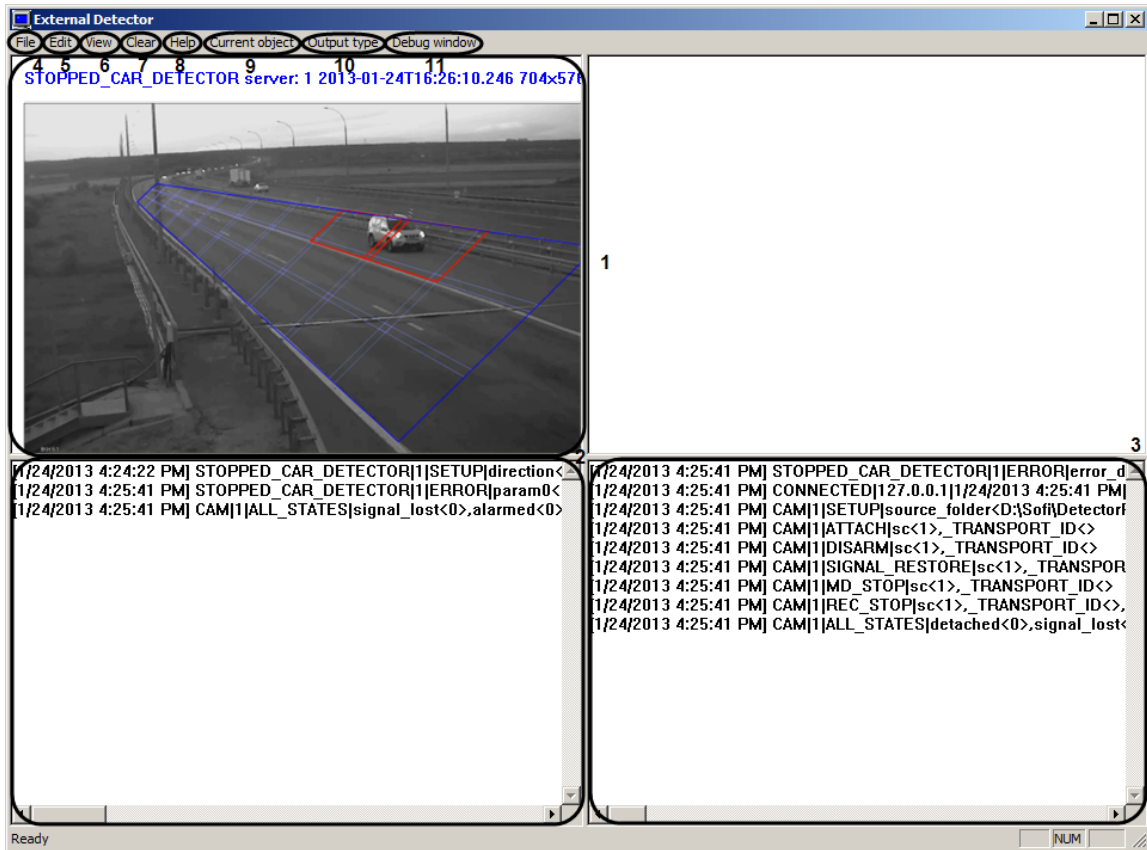 External Detector
File Edit View Clear Help Current object Output type Debug window
4 5 6 7 8 9 10 11
STOPPED_CAR_DETECTOR server: 1 2013-01-24T16:26:10.246 704x576
1
2
3
[1/24/2013 4:24:22 PM] STOPPED_CAR_DETECTOR|1|SETUP|direction<
[1/24/2013 4:25:41 PM] STOPPED_CAR_DETECTOR|1|ERROR|param0<
[1/24/2013 4:25:41 PM] CAM|1|ALL_STATES|signal_lost<0>,alarmed<0>
[1/24/2013 4:25:41 PM] STOPPED_CAR_DETECTOR|1|ERROR|error_d
[1/24/2013 4:25:41 PM] CONNECTED|127.0.0.1|1/24/2013 4:25:41 PM|
[1/24/2013 4:25:41 PM] CAM|1|SETUP|source_folder<D:\Sofi\Detector
[1/24/2013 4:25:41 PM] CAM|1|ATTACH|sc<1>,_TRANSPORT_ID<>
[1/24/2013 4:25:41 PM] CAM|1|DISARM|sc<1>,_TRANSPORT_ID<>
[1/24/2013 4:25:41 PM] CAM|1|SIGNAL_RESTORE|sc<1>,_TRANSPOR
[1/24/2013 4:25:41 PM] CAM|1|MD_STOP|sc<1>,_TRANSPORT_ID<>
[1/24/2013 4:25:41 PM] CAM|1|REC_STOP|sc<1>,_TRANSPORT_ID<>,
[1/24/2013 4:25:41 PM] CAM|1|ALL_STATES|detached<0>,signal_lost<
Ready
NUM